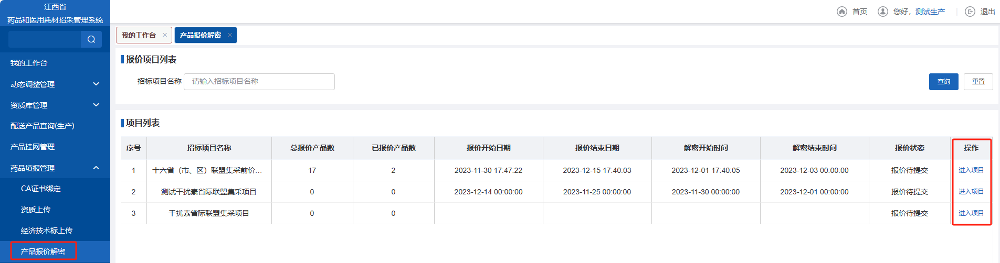 江西省
药品和医用耗材招采管理系统
首页 您好，测试生产 退出
我的工作台 × 产品报价解密 ×
报价项目列表
招标项目名称 请输入招标项目名称 查询 重置
我的工作台
动态调整管理
资质库管理
配送产品查询(生产)
产品挂网管理
药品填报管理
CA证书绑定
资质上传
经济技术标上传
产品报价解密
项目列表
序号 招标项目名称 总报价产品数 已报价产品数 报价开始日期 报价结束日期 解密开始时间 解密结束时间 报价状态 操作
1 十六省（市、区）联盟集采前价... 17 2 2023-11-30 17:47:22 2023-12-15 17:40:03 2023-12-01 17:40:05 2023-12-03 00:00:00 报价待提交 进入项目
2 测试干扰素省际联盟集采项目 0 0 2023-12-14 00:00:00 2023-11-25 00:00:00 2023-11-30 00:00:00 2023-12-01 00:00:00 报价待提交 进入项目
3 干扰素省际联盟集采项目 0 0 报价待提交 进入项目